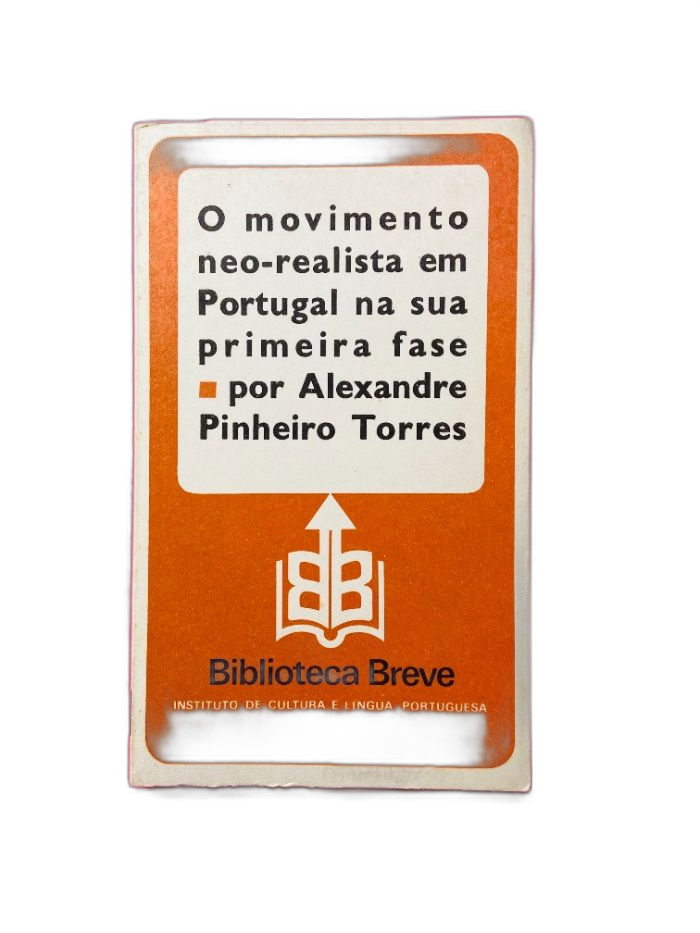 O movimento
neo-realista em
Portugal na sua
primeira fase
■ por Alexandre
Pinheiro Torres
BB
Biblioteca Breve
INSTITUTO DE CULTURA E LÍNGUA PORTUGUESA